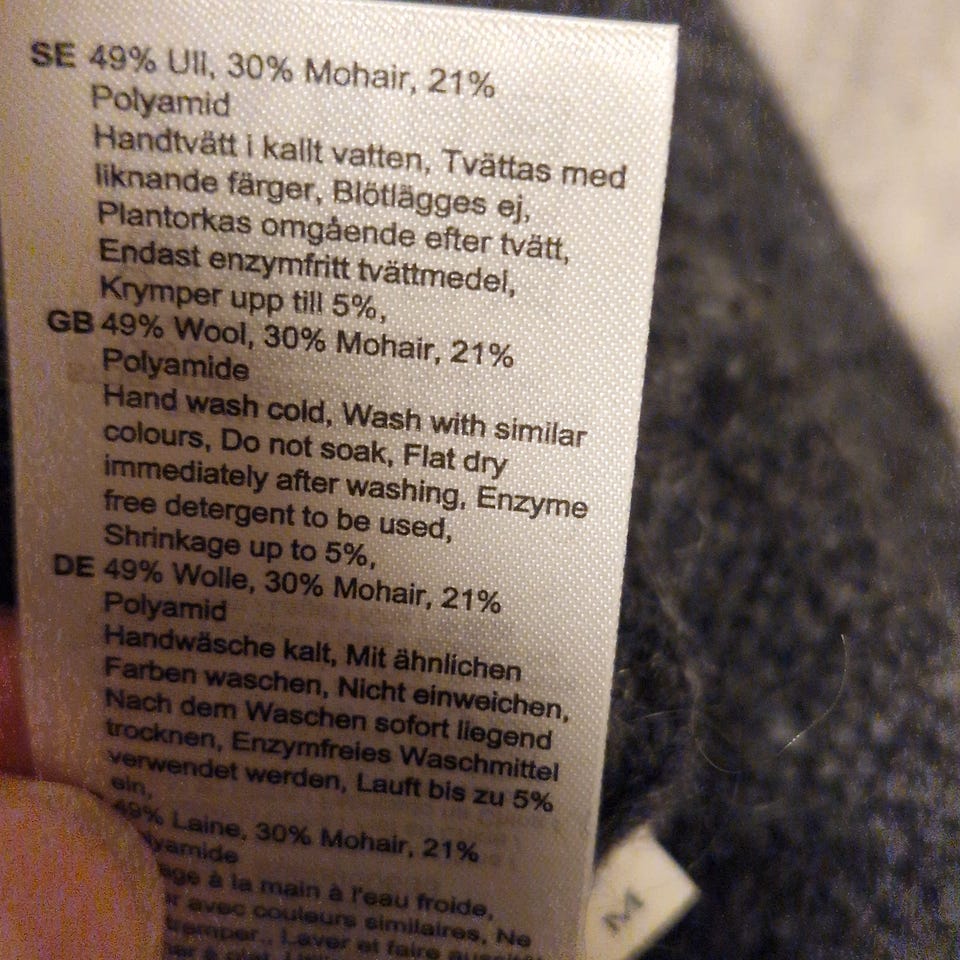 SE 49% Ull, 30% Mohair, 21%
Polyamid
Handtvätt i kallt vatten, Tvättas med
liknande färger, Blötlägges ej,
Plantorkas omgående efter tvätt,
Endast enzymfritt tvättmedel,
Krymper upp till 5%,
GB 49% Wool, 30% Mohair, 21%
Polyamide
Hand wash cold, Wash with similar
colours, Do not soak, Flat dry
immediately after washing, Enzyme
free detergent to be used,
Shrinkage up to 5%,
DE 49% Wolle, 30% Mohair, 21%
Polyamid
Handwäsche kalt, Mit ähnlichen
Farben waschen, Nicht einweichen,
Nach dem Waschen sofort liegend
trocknen, Enzymfreies Waschmittel
verwendet werden, Lauft bis zu 5%
ein,
49% Laine, 30% Mohair, 21%
à la main à l'eau froide,
avec couleurs similaires, Ne
Laver et faire
M